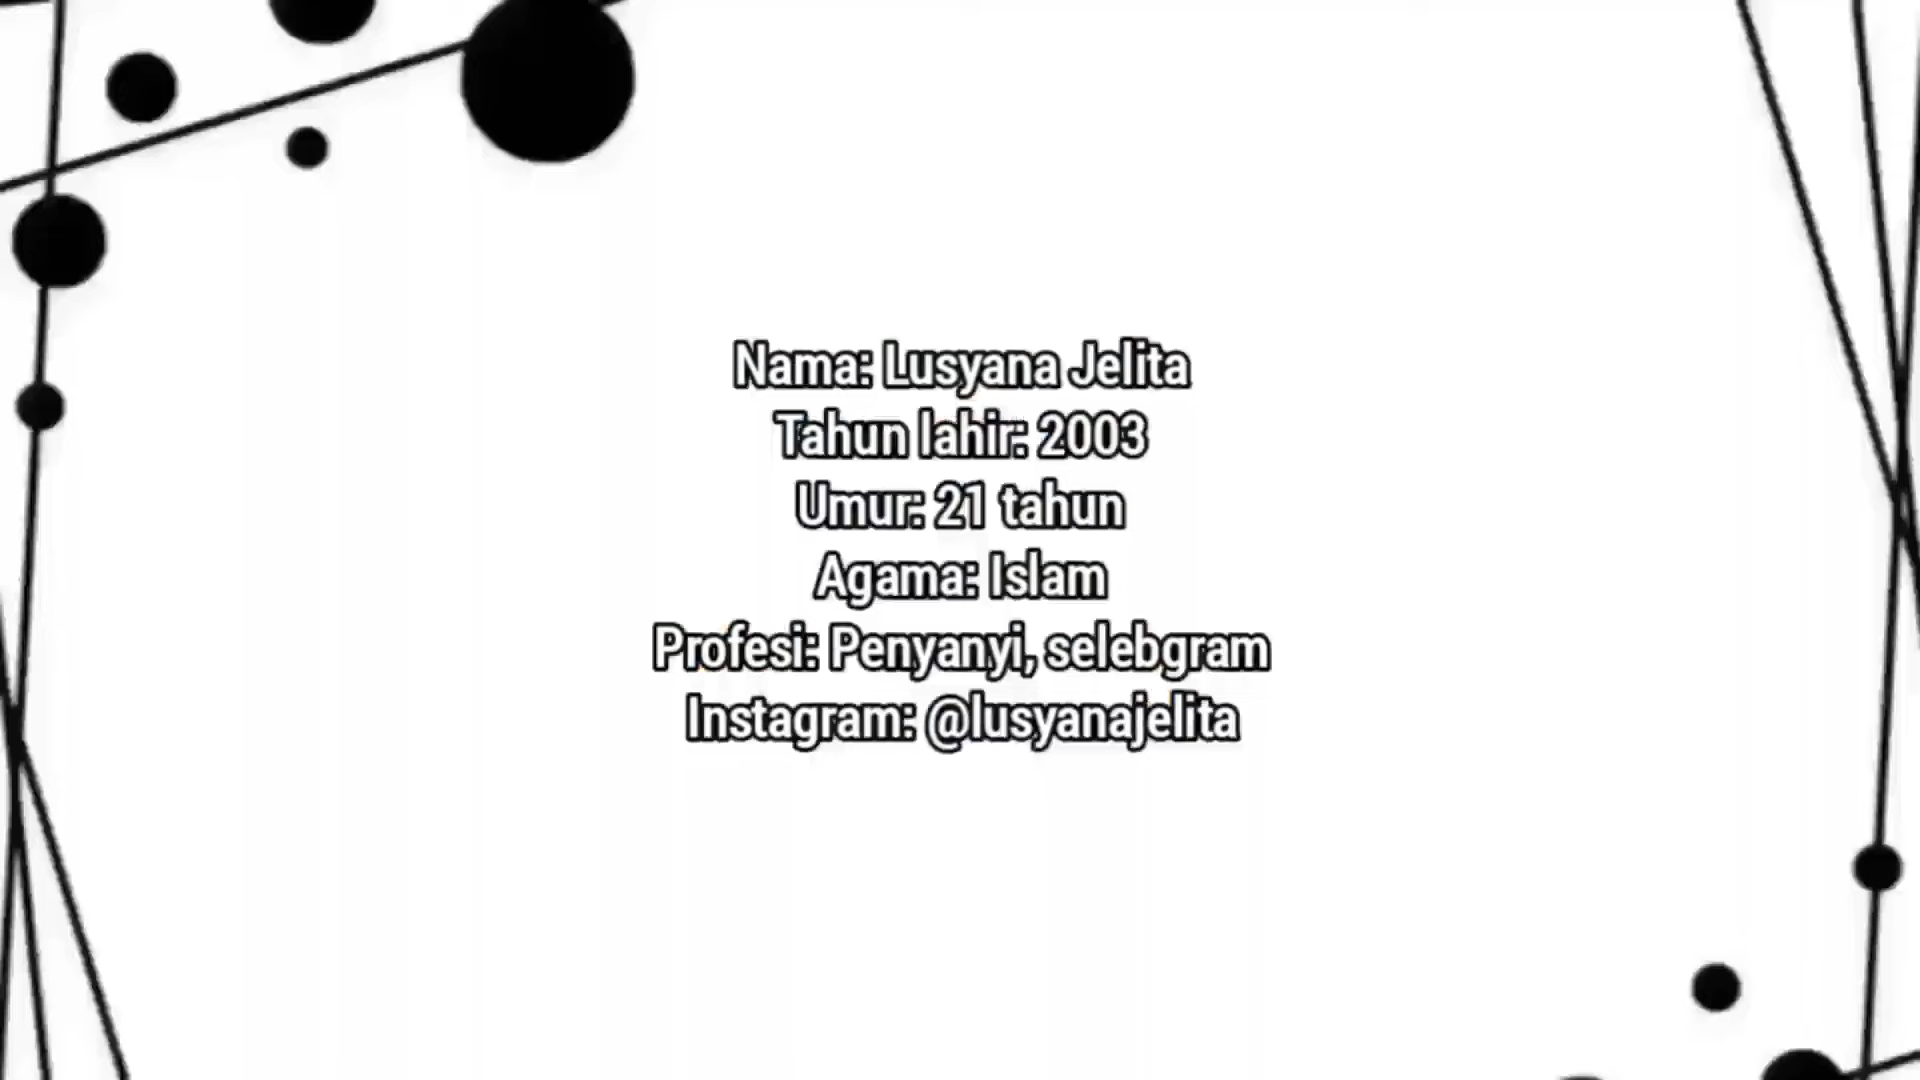 Nama: Lusyana Jelita
Tahun lahir: 2003
Umur: 21 tahun
Agama: Islam
Profesi: Penyanyi, selebgram
Instagram: @lusyanajelita